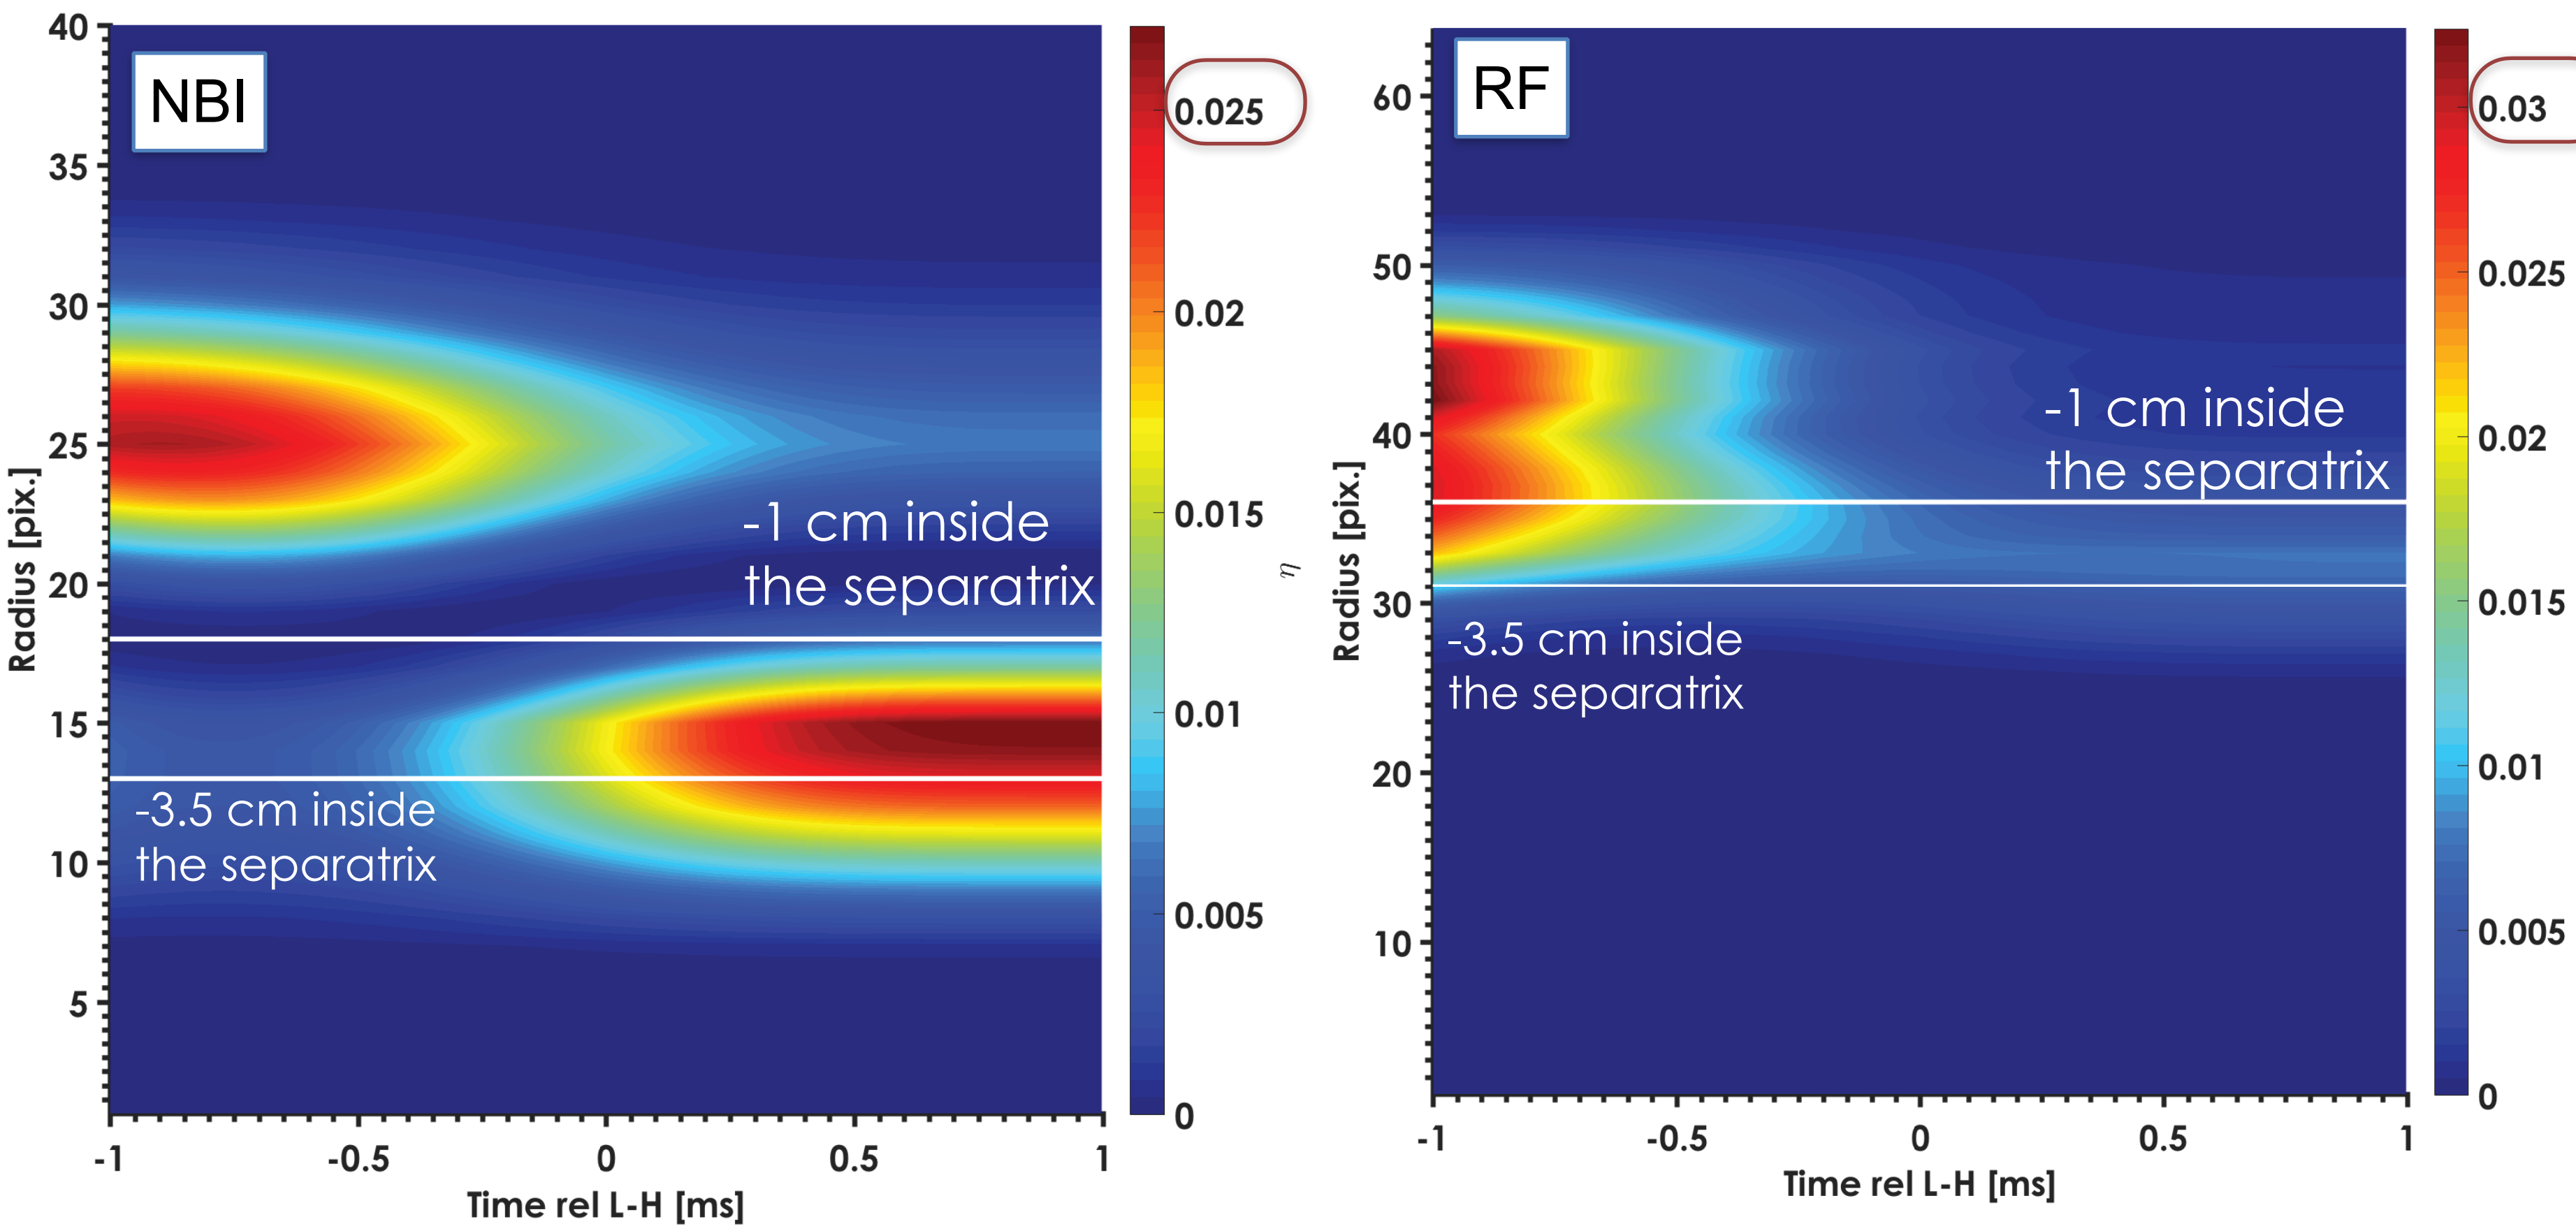 NBI
40
35
30
25
20
15
10
5
Radius [pix.]
-1 cm inside
the separatrix
-3.5 cm inside
the separatrix
-1
-0.5
0
0.5
1
Time rel L-H [ms]
0.025
0.02
0.015
0.01
0.005
0
η
RF
60
50
40
30
20
10
Radius [pix.]
-1 cm inside
the separatrix
-3.5 cm inside
the separatrix
-1
-0.5
0
0.5
1
Time rel L-H [ms]
0.03
0.025
0.02
0.015
0.01
0.005
0